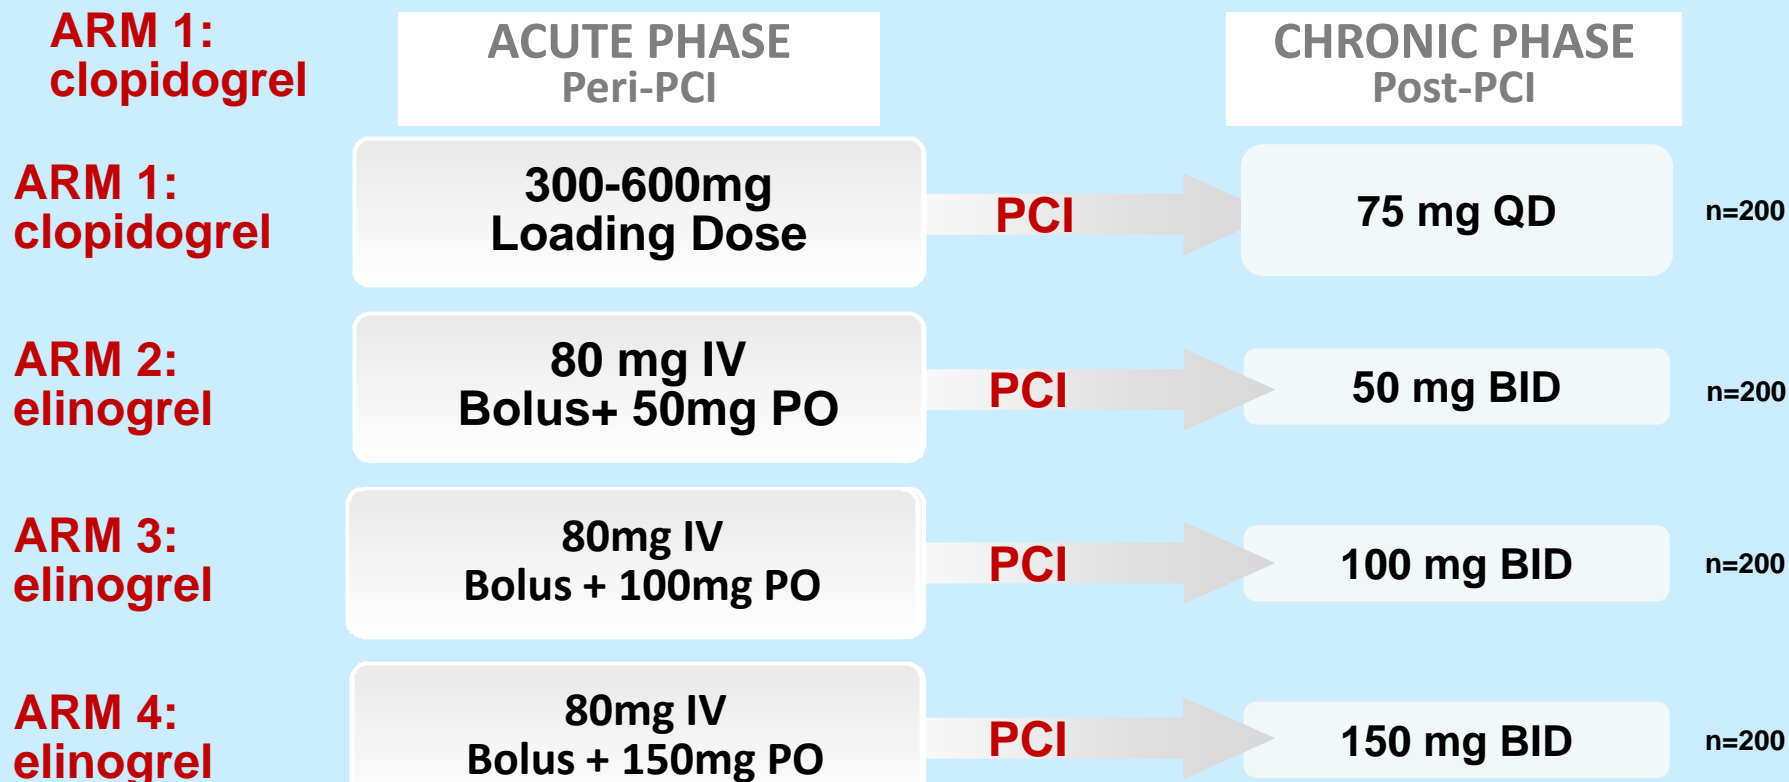 ARM 1:
clopidogrel
ACUTE PHASE
Peri-PCI
CHRONIC PHASE
Post-PCI
ARM 1:
clopidogrel
300-600mg
Loading Dose
PCI
75 mg QD
n=200
ARM 2:
elinogrel
80 mg IV
Bolus+ 50mg PO
PCI
50 mg BID
n=200
ARM 3:
elinogrel
80mg IV
Bolus + 100mg PO
PCI
100 mg BID
n=200
ARM 4:
elinogrel
80mg IV
Bolus + 150mg PO
PCI
150 mg BID
n=200